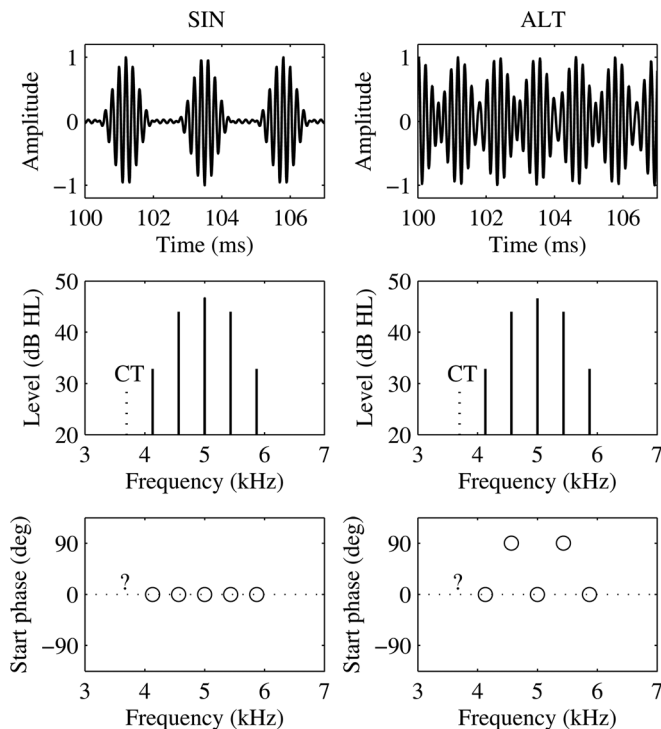 SIN
ALT
Amplitude
1
0
−1
100 102 104 106
Time (ms)
Amplitude
1
0
−1
100 102 104 106
Time (ms)
Level (dB HL)
50
40
30
20
CT
3 4 5 6 7
Frequency (kHz)
Level (dB HL)
50
40
30
20
CT
3 4 5 6 7
Frequency (kHz)
Start phase (deg)
90
0
−90
?
3 4 5 6 7
Frequency (kHz)
Start phase (deg)
90
0
−90
?
3 4 5 6 7
Frequency (kHz)